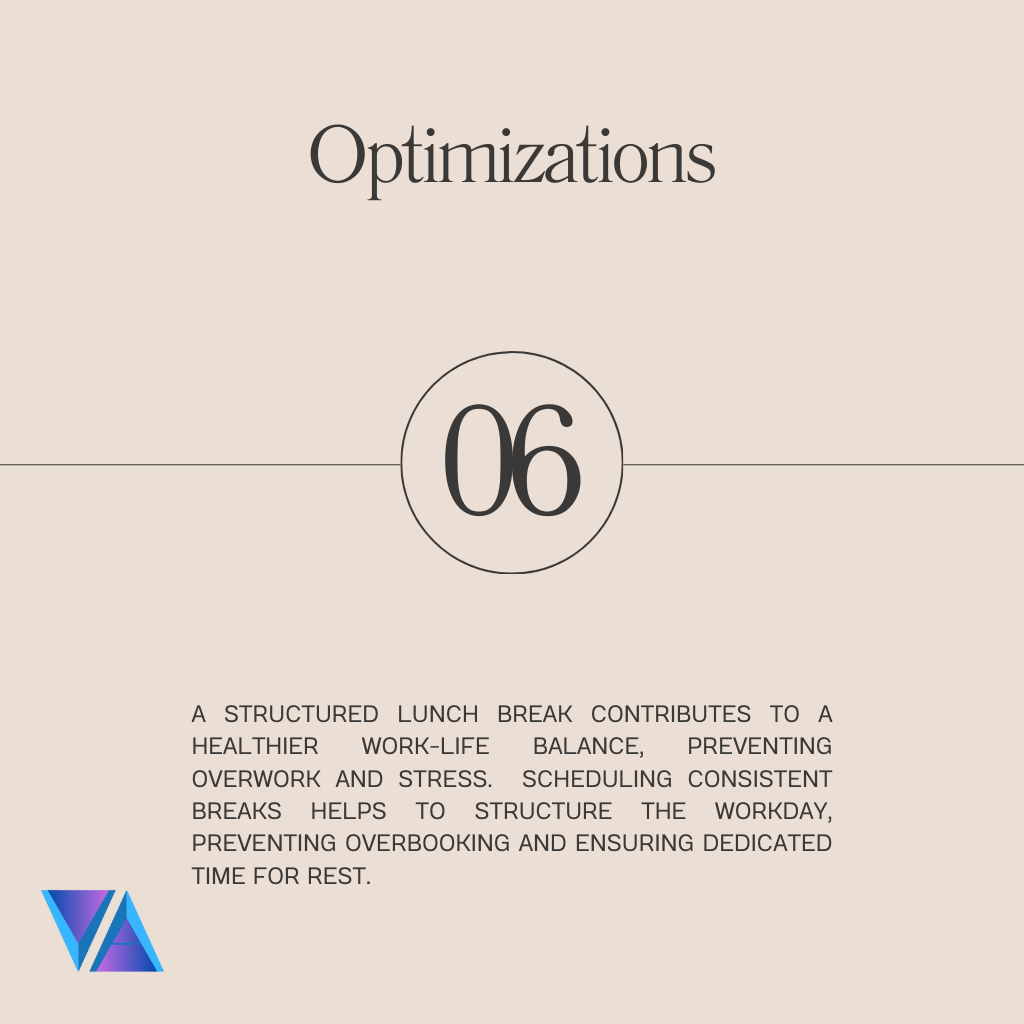 Optimizations
06
A STRUCTURED LUNCH BREAK CONTRIBUTES TO A
HEALTHIER WORK-LIFE BALANCE, PREVENTING
OVERWORK AND STRESS. SCHEDULING CONSISTENT
BREAKS HELPS TO STRUCTURE THE WORKDAY,
PREVENTING OVERBOOKING AND ENSURING DEDICATED
TIME FOR REST.
VA